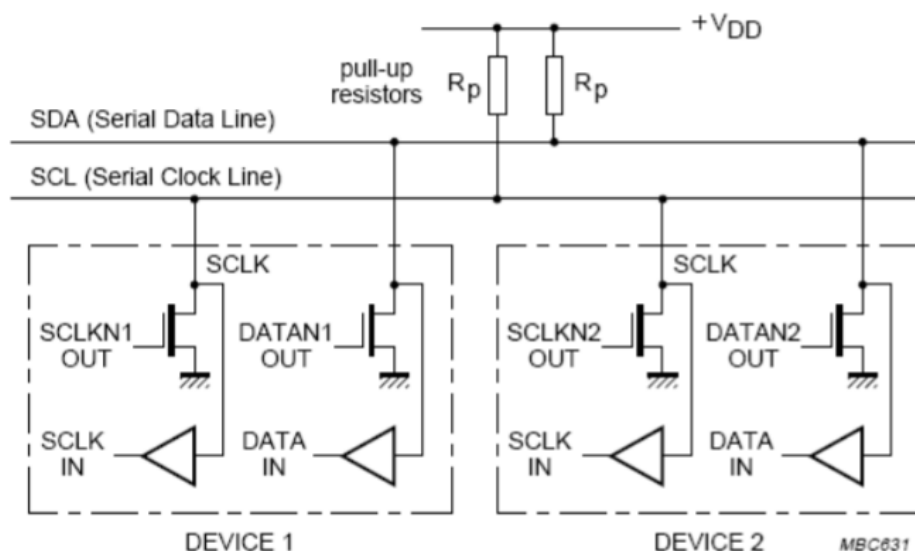 +VDD
pull-up
resistors
Rp
Rp
SDA (Serial Data Line)
SCL (Serial Clock Line)
SCLK
SCLK
SCLKN1
OUT
DATAN1
OUT
SCLKN2
OUT
DATAN2
OUT
SCLK
IN
DATA
IN
SCLK
IN
DATA
IN
DEVICE 1
DEVICE 2
MBC631